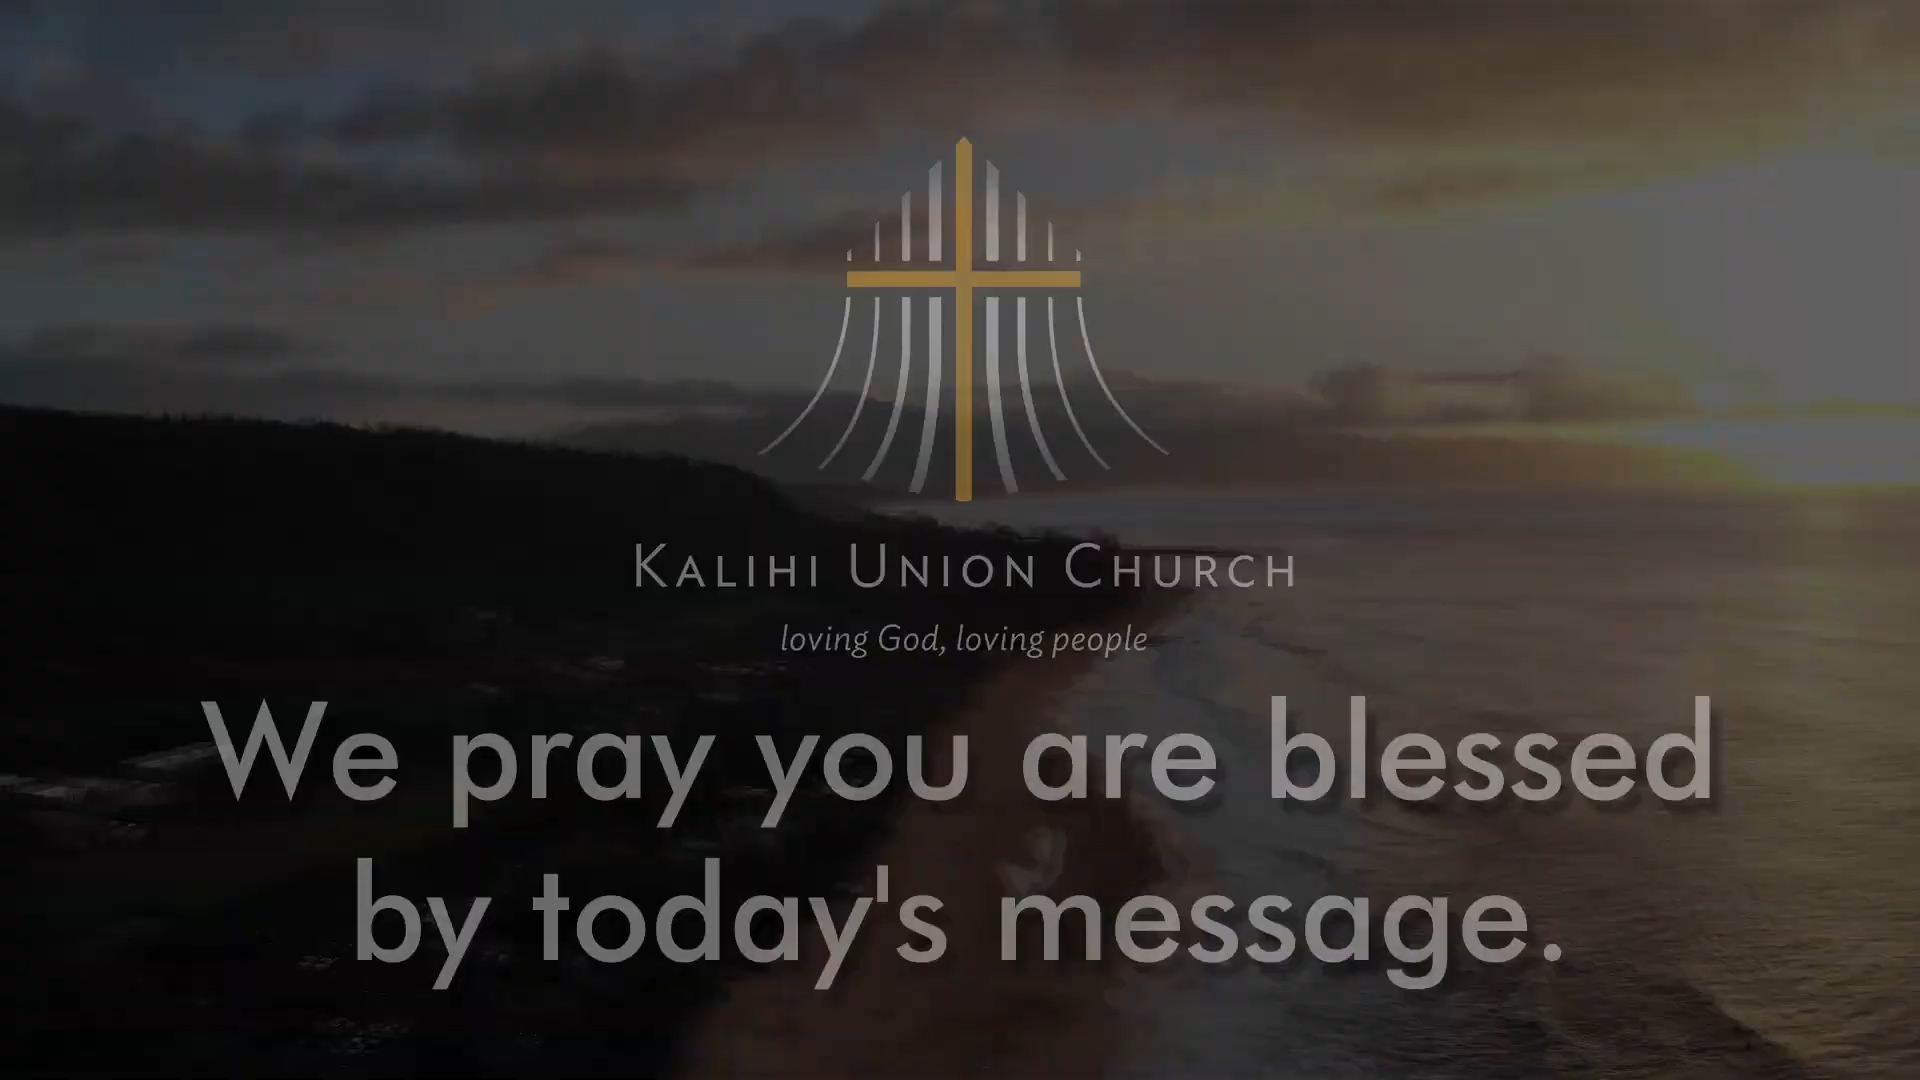 Kalihi Union Church
loving God, loving people
We pray you are blessed
by today's message.